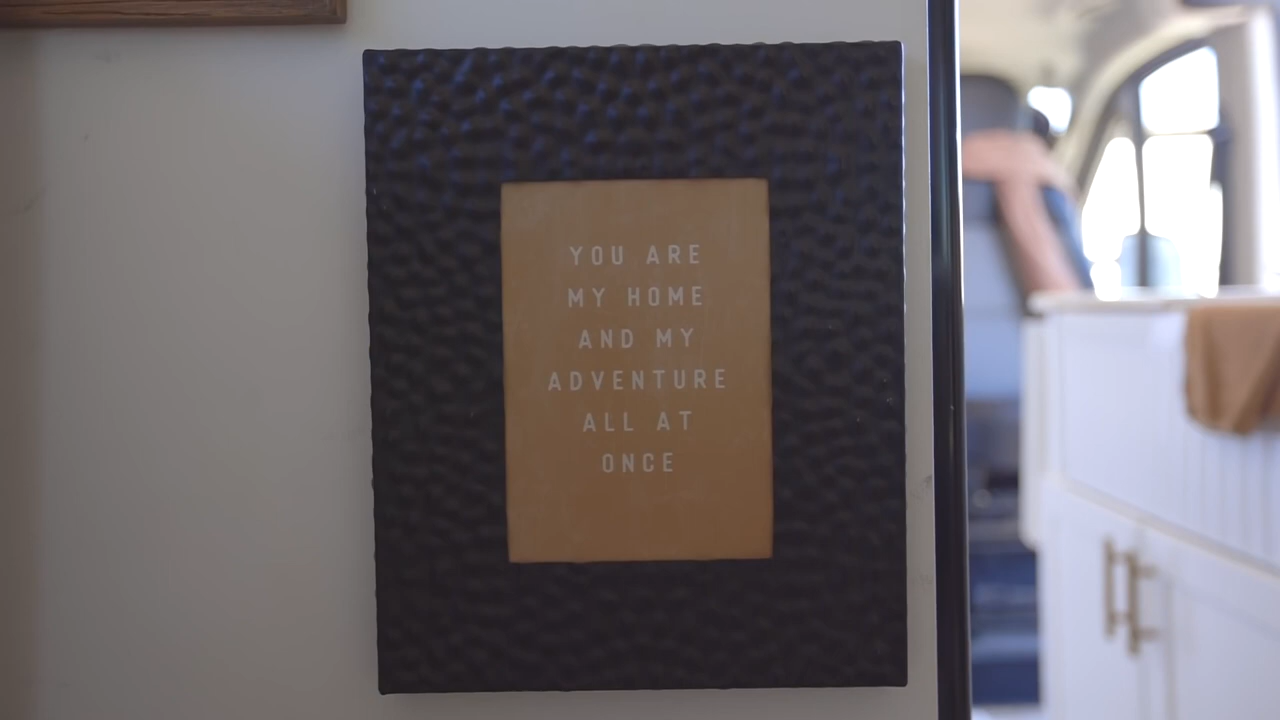 YOU ARE
MY HOME
AND MY
ADVENTURE
ALL AT
ONCE